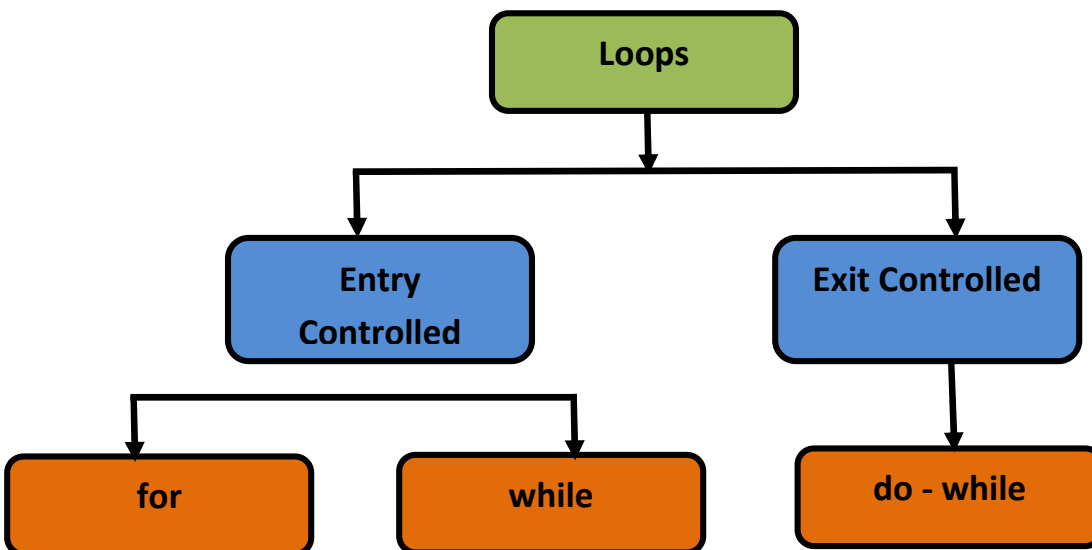 Loops
Entry
Controlled
Exit Controlled
for
while
do - while